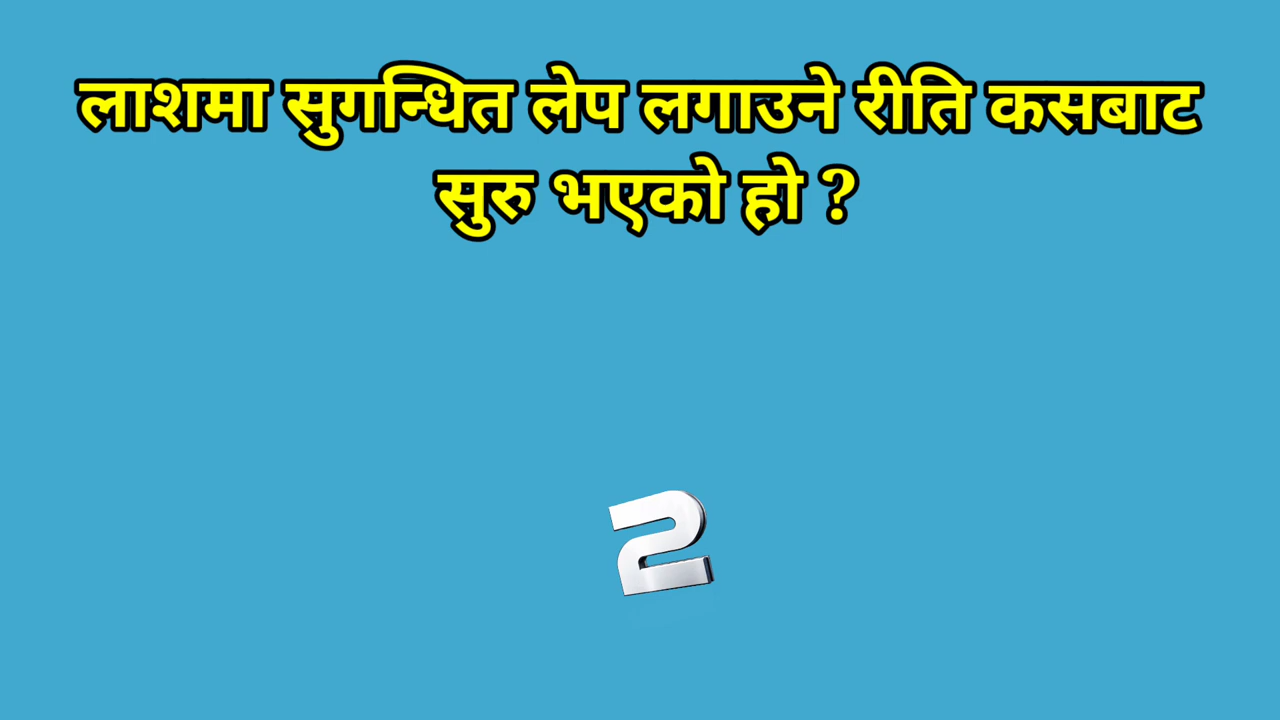 लाशमा सुगन्धित लेप लगाउने रीति कसबाट
सुरु भएको हो ?
2